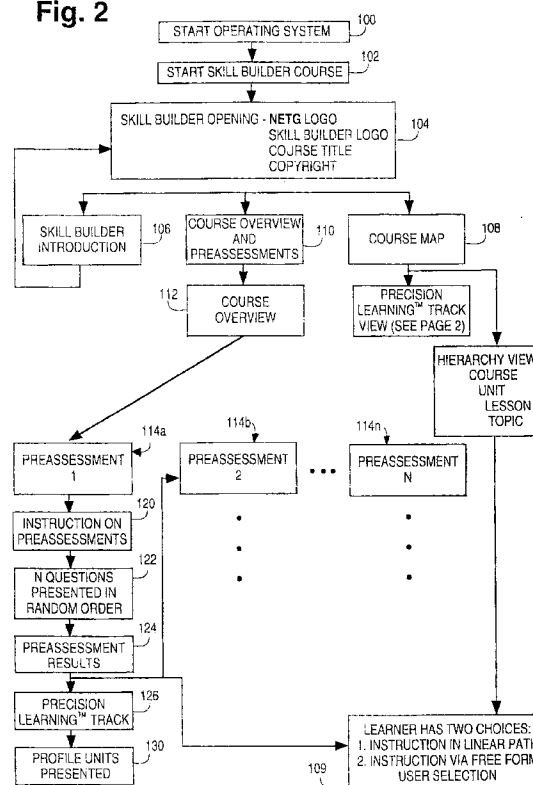 Fig. 2
START OPERATING SYSTEM
100
START SKILL BUILDER COURSE
102
SKILL BUILDER OPENING - NETG LOGO
SKILL BUILDER LOGO
COURSE TITLE
COPYRIGHT
104
SKILL BUILDER
INTRODUCTION
106
COURSE OVERVIEW
AND
PREASSESSMENTS
110
COURSE MAP
108
112
COURSE
OVERVIEW
PRECISION
LEARNING™ TRACK
VIEW (SEE PAGE 2)
HIERARCHY VIEW
COURSE
UNIT
LESSON
TOPIC
PREASSESSMENT
1
114a
PREASSESSMENT
2
114b
PREASSESSMENT
N
114n
120
INSTRUCTION ON
PREASSESSMENTS
122
N QUESTIONS
PRESENTED IN
RANDOM ORDER
124
PREASSESSMENT
RESULTS
126
PRECISION
LEARNING™ TRACK
130
PROFILE UNITS
PRESENTED
LEARNER HAS TWO CHOICES:
1. INSTRUCTION IN LINEAR PATH
2. INSTRUCTION VIA FREE FORM
USER SELECTION
109